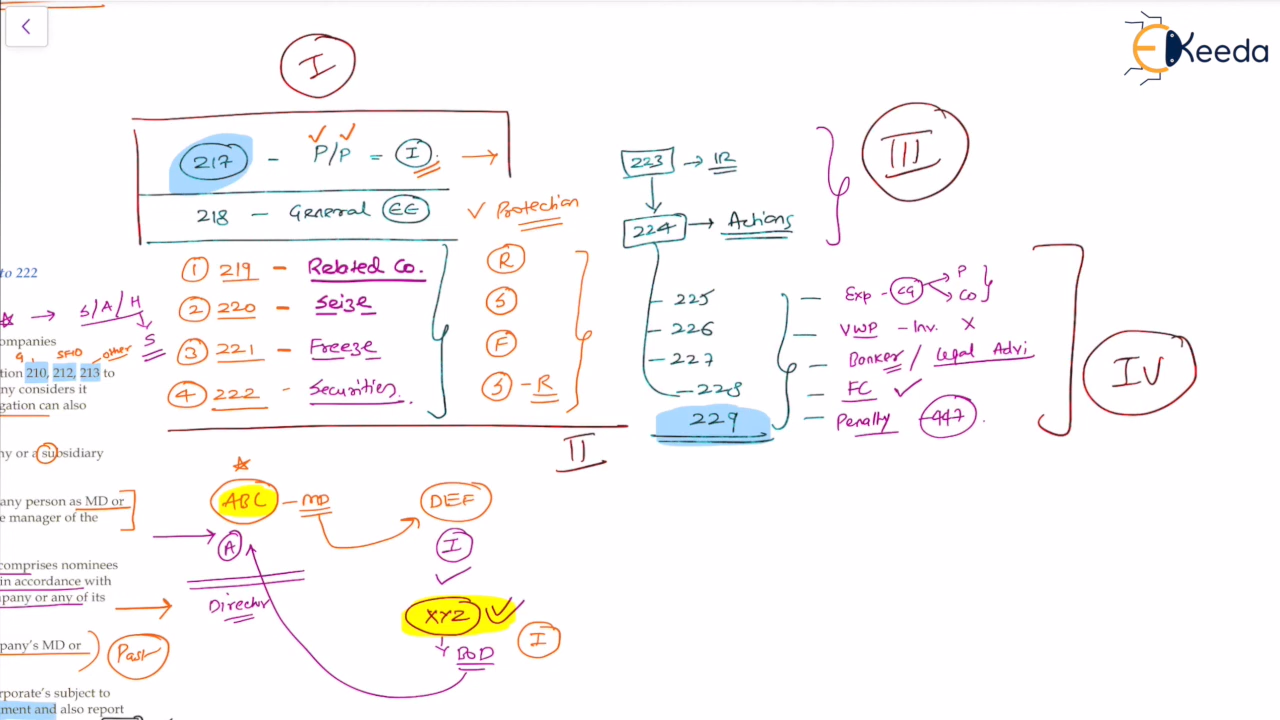 EKeeda
I
217 - P/P = I →
218 - General EE
✓ Protection
① 219 - Related Co. R
② 220 - Seize S
③ 221 - Freeze F
④ 222 - Securities. S - R
II
223 → IR
224 → Actions
III
225 - Exp - CG P
Co
226 - VWP - Inv. X
227 - Banker / Legal Advi
228 - FC ✓
229 - Penalty 447.
IV
to 222
→ S/A/H
S
ompanies
SFIO other
tion 210, 212, 213 to
ny considers it
gation can also
ny or a subsidiary
any person as MD or
e manager of the
comprises nominees
in accordance with
pany or any of its
pany's MD or
Past
rporate's subject to
ment and also report
ABC - MD
DEF
A
I
Director
XYZ ✓
I
BOD